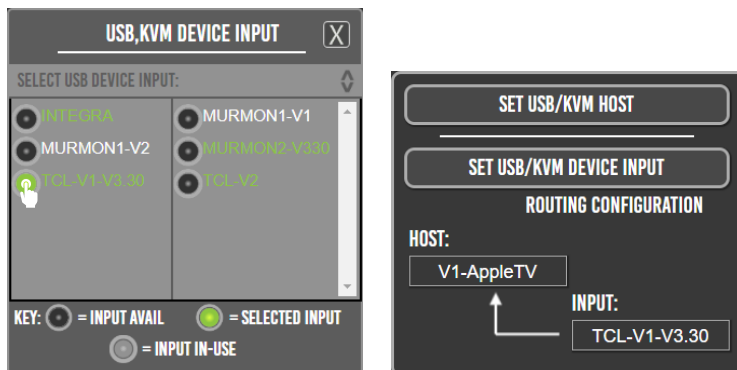 USB,KVM DEVICE INPUT X
SELECT USB DEVICE INPUT:
INTEGRA MURMON1-V1
MURMON1-V2 MURMON2-V330
TCL-V1-V3.30 TCL-V2
KEY: = INPUT AVAIL = SELECTED INPUT
= INPUT IN-USE
SET USB/KVM HOST
SET USB/KVM DEVICE INPUT
ROUTING CONFIGURATION
HOST:
V1-AppleTV
INPUT:
TCL-V1-V3.30